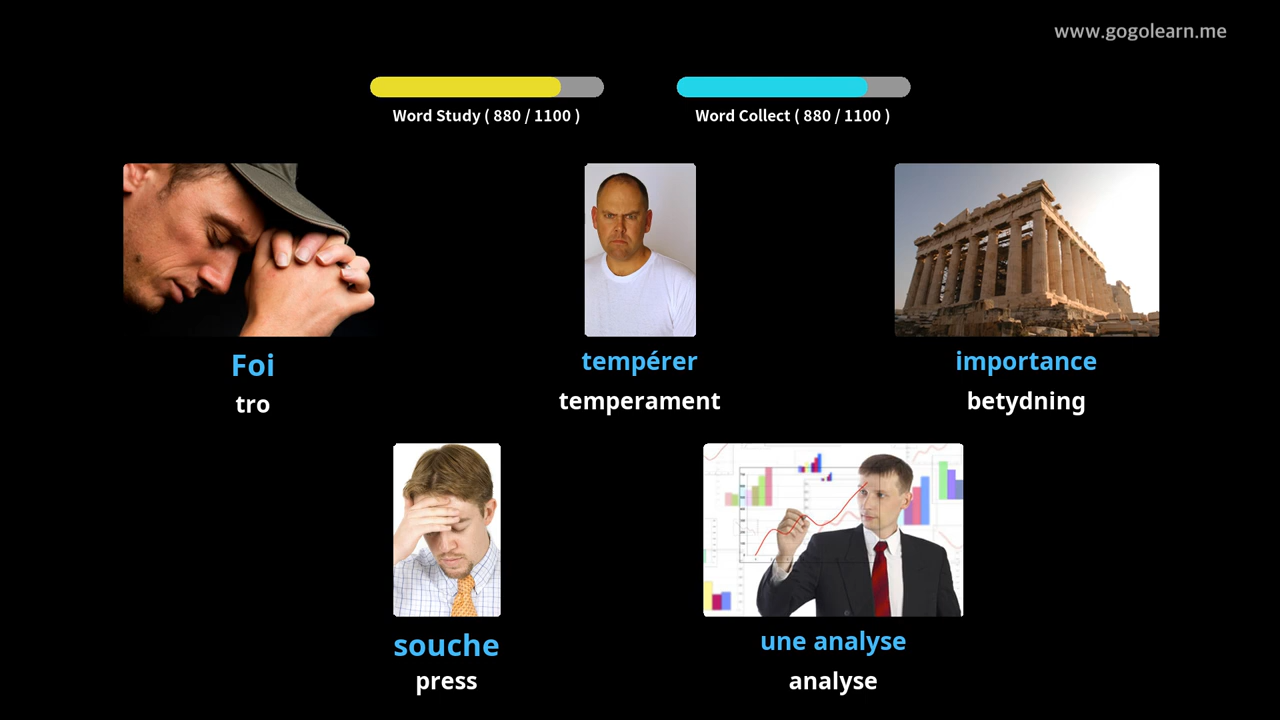 www.gogolearn.me
Word Study ( 880 / 1100 )
Word Collect ( 880 / 1100 )
Foi
tro
tempérer
temperament
importance
betydning
souche
press
une analyse
analyse